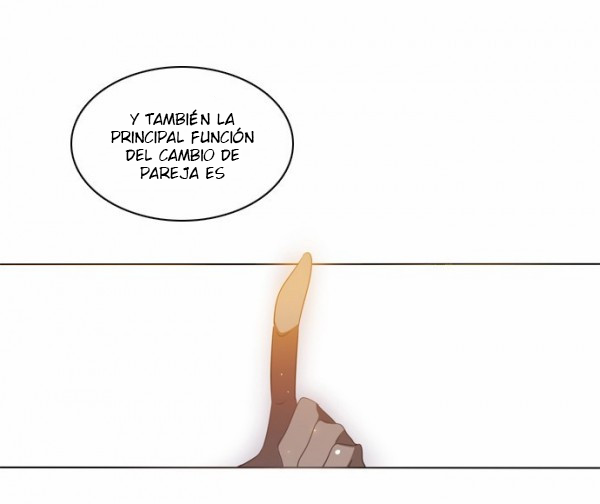 Y TAMBIÉN LA
PRINCIPAL FUNCIÓN
DEL CAMBIO DE
PAREJA ES